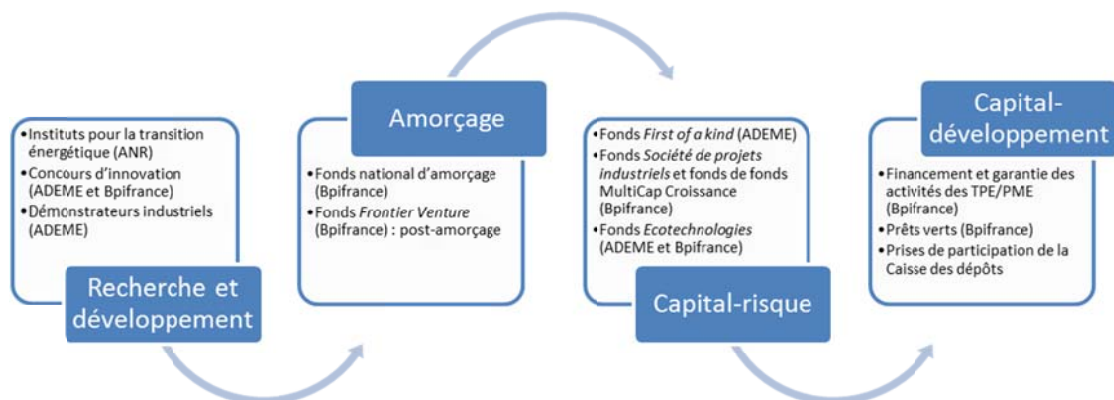 •Instituts pour la transition
énergétique (ANR)
•Concours d'innovation
(ADEME et Bpifrance)
•Démonstrateurs industriels
(ADEME)
Recherche et
développement
Amorçage
•Fonds national d'amorçage
(Bpifrance)
•Fonds Frontier Venture
(Bpifrance) : post-amorçage
•Fonds First of a kind (ADEME)
•Fonds Société de projets
industriels et fonds de fonds
MultiCap Croissance
(Bpifrance)
•Fonds Ecotechnologies
(ADEME et Bpifrance)
Capital-risque
Capital-
développement
•Financement et garantie des
activités des TPE/PME
(Bpifrance)
•Prêts verts (Bpifrance)
•Prises de participation de la
Caisse des dépôts